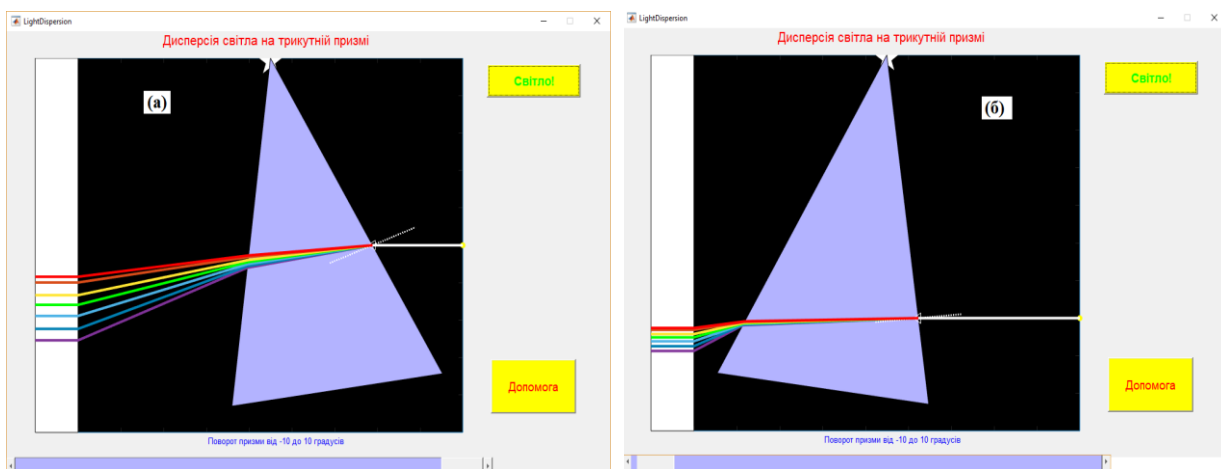 LightDispersion
Дисперсія світла на трикутній призмі
(а)
Світло!
Допомога
Поворот призми від -10 до 10 градусів
LightDispersion
Дисперсія світла на трикутній призмі
(б)
Світло!
Допомога
Поворот призми від -10 до 10 градусів